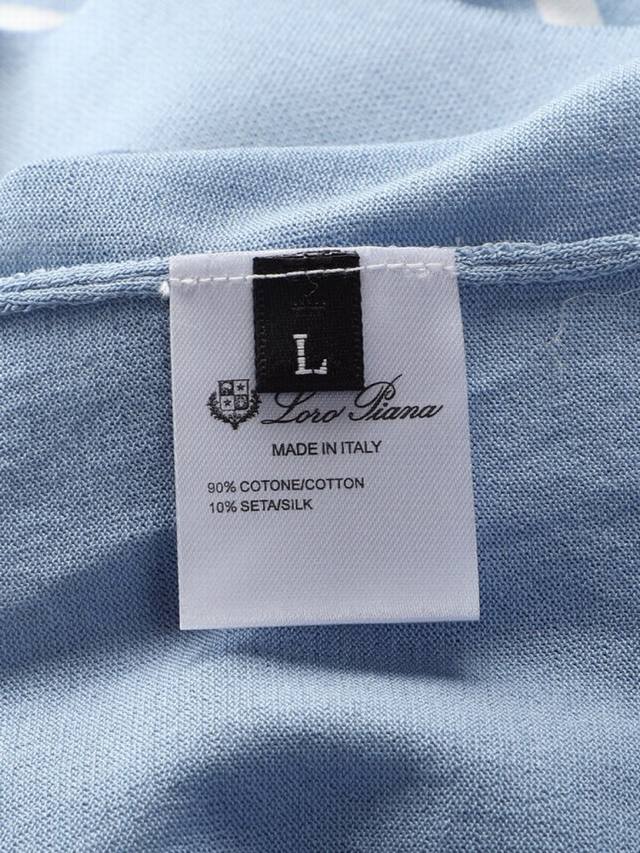 L
Loro Piana
MADE IN ITALY
90% COTONE/COTTON
10% SETA/SILK